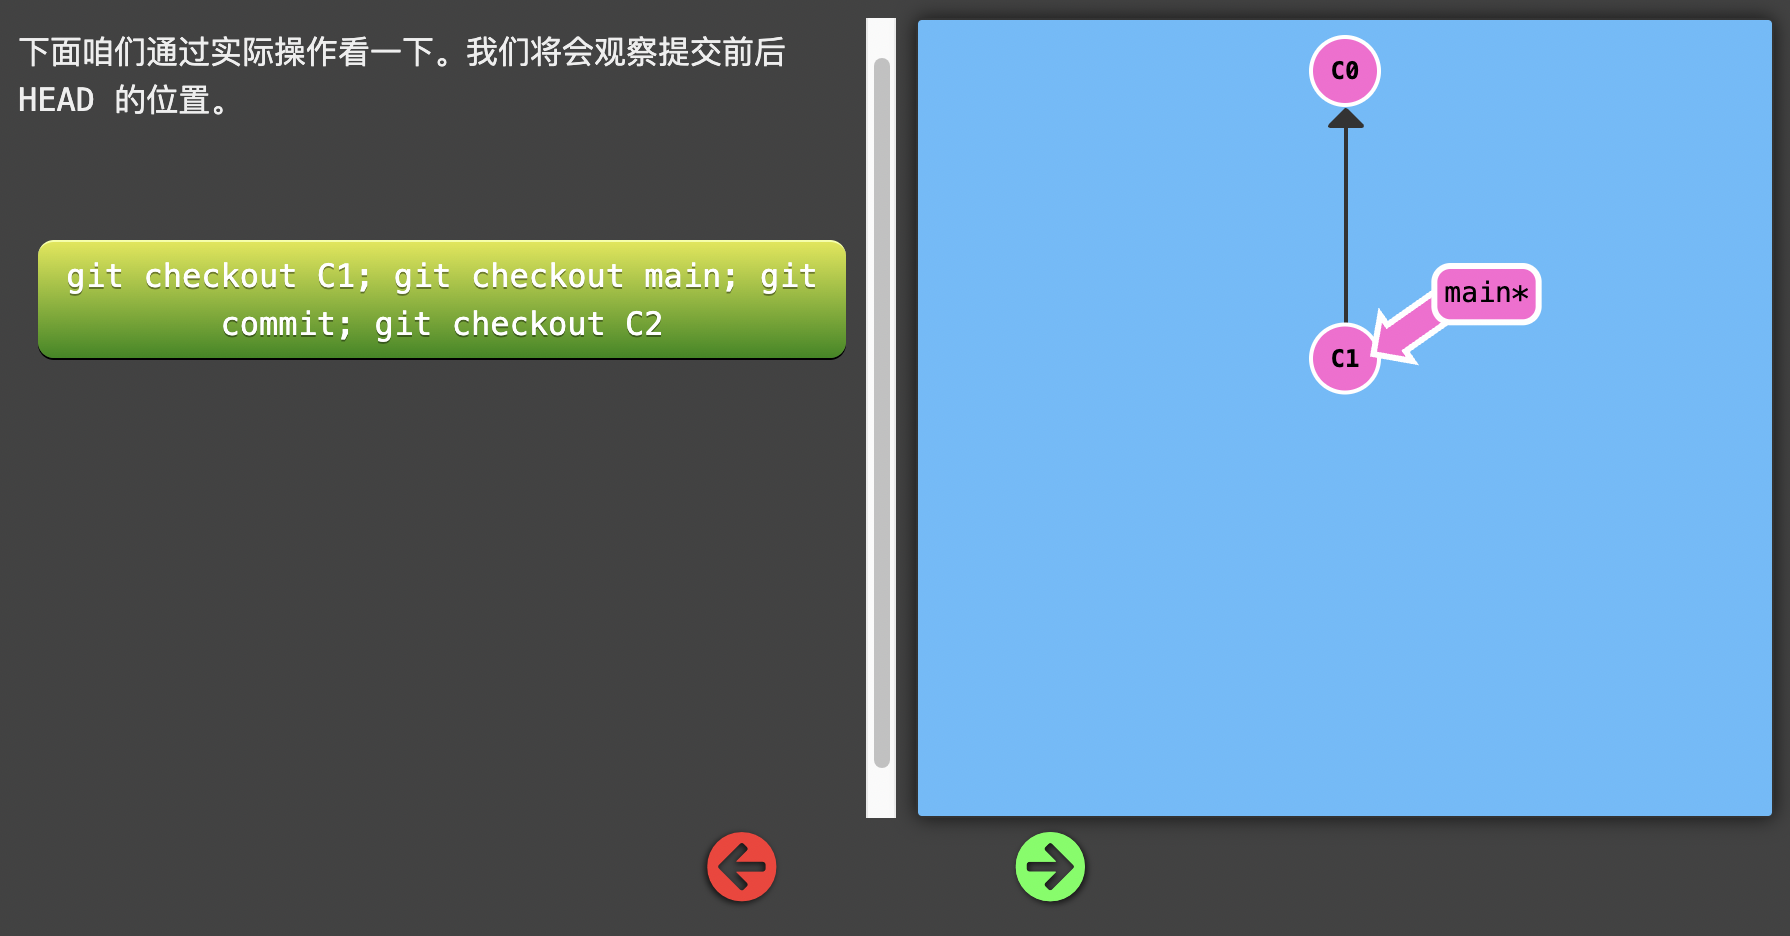 下面咱们通过实际操作看一下。我们将会观察提交前后
HEAD 的位置。
git checkout C1; git checkout main; git
commit; git checkout C2
C0
main*
C1